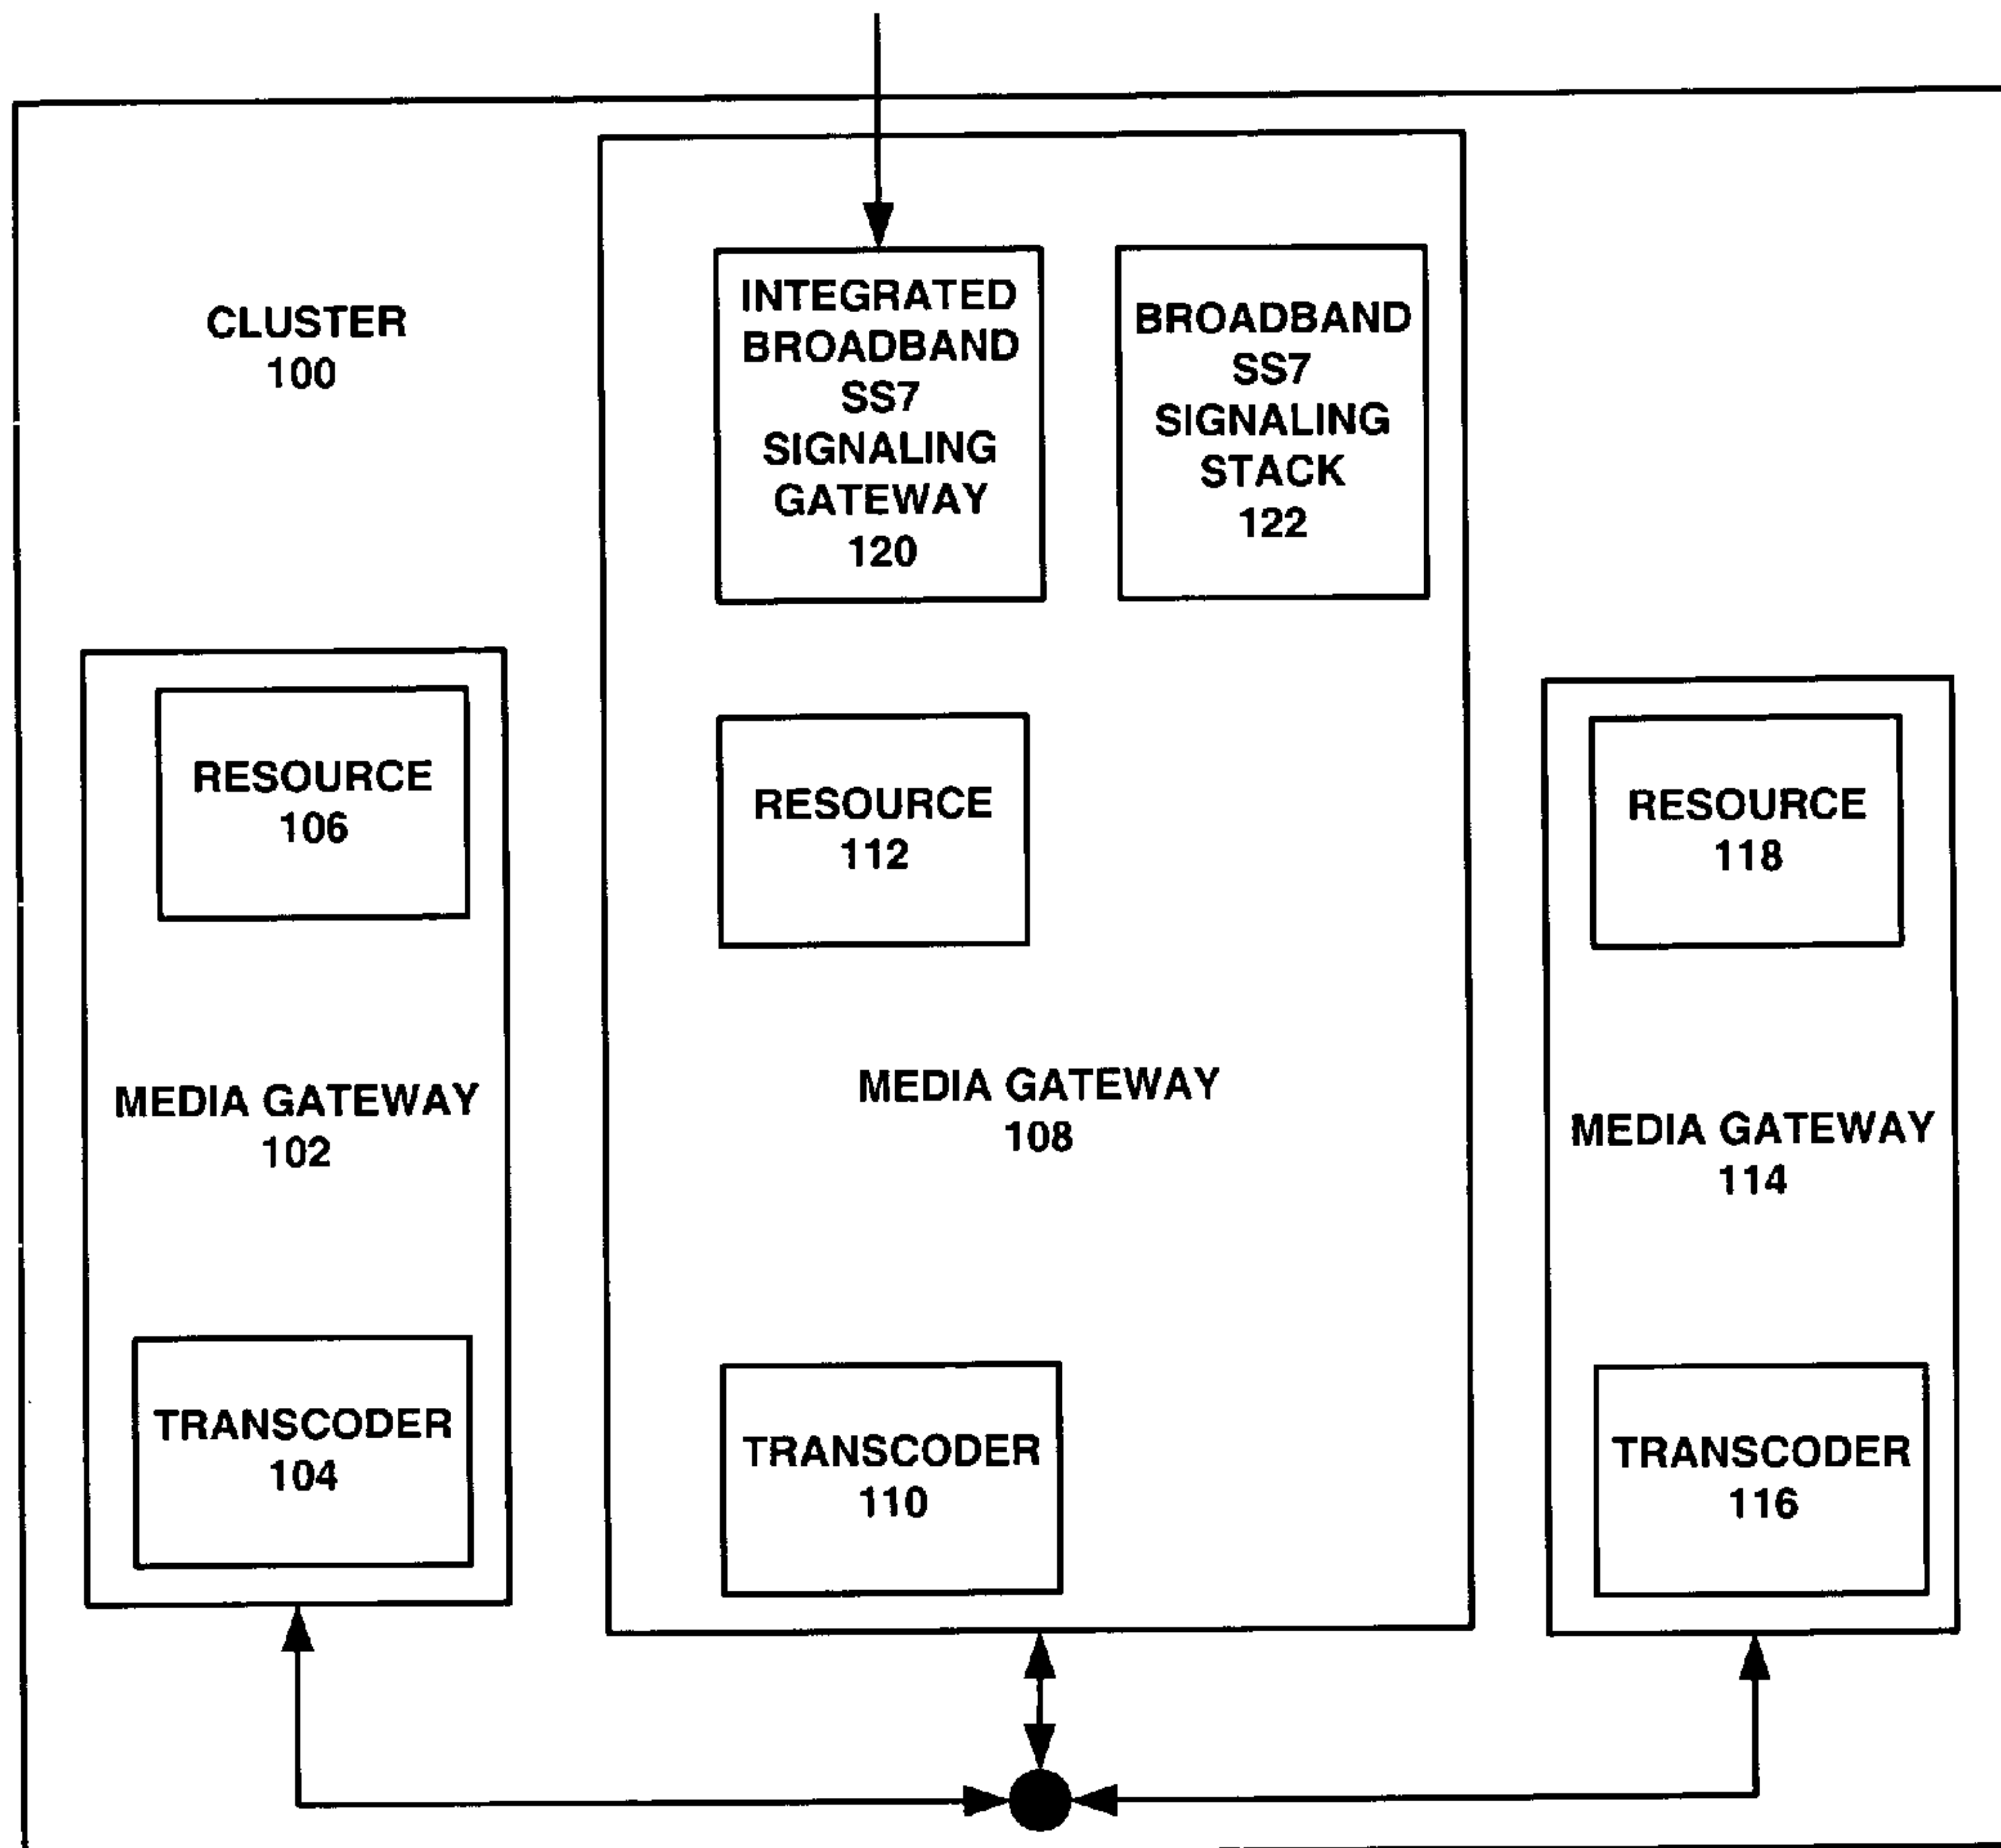 CLUSTER
100
INTEGRATED
BROADBAND
SS7
SIGNALING
GATEWAY
120
BROADBAND
SS7
SIGNALING
STACK
122
RESOURCE
106
MEDIA GATEWAY
102
TRANSCODER
104
RESOURCE
112
MEDIA GATEWAY
108
TRANSCODER
110
RESOURCE
118
MEDIA GATEWAY
114
TRANSCODER
116